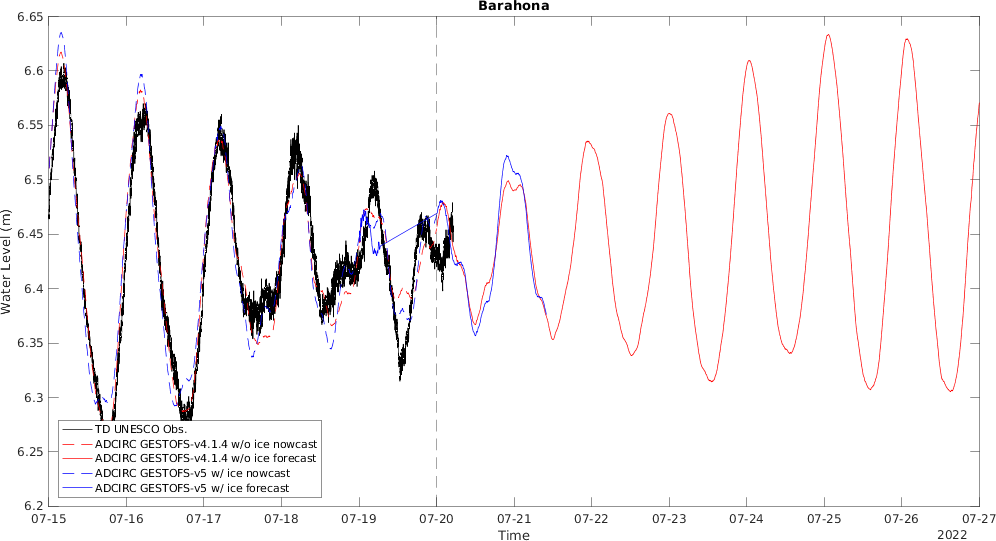 Barahona
6.65
6.6
6.55
6.5
6.45
6.4
6.35
6.3
6.25
6.2
Water Level (m)
TD UNESCO Obs.
ADCIRC GESTOFS-v4.1.4 w/o ice nowcast
ADCIRC GESTOFS-v4.1.4 w/o ice forecast
ADCIRC GESTOFS-v5 w/ ice nowcast
ADCIRC GESTOFS-v5 w/ ice forecast
07-15 07-16 07-17 07-18 07-19 07-20 07-21 07-22 07-23 07-24 07-25 07-26 07-27
Time
2022